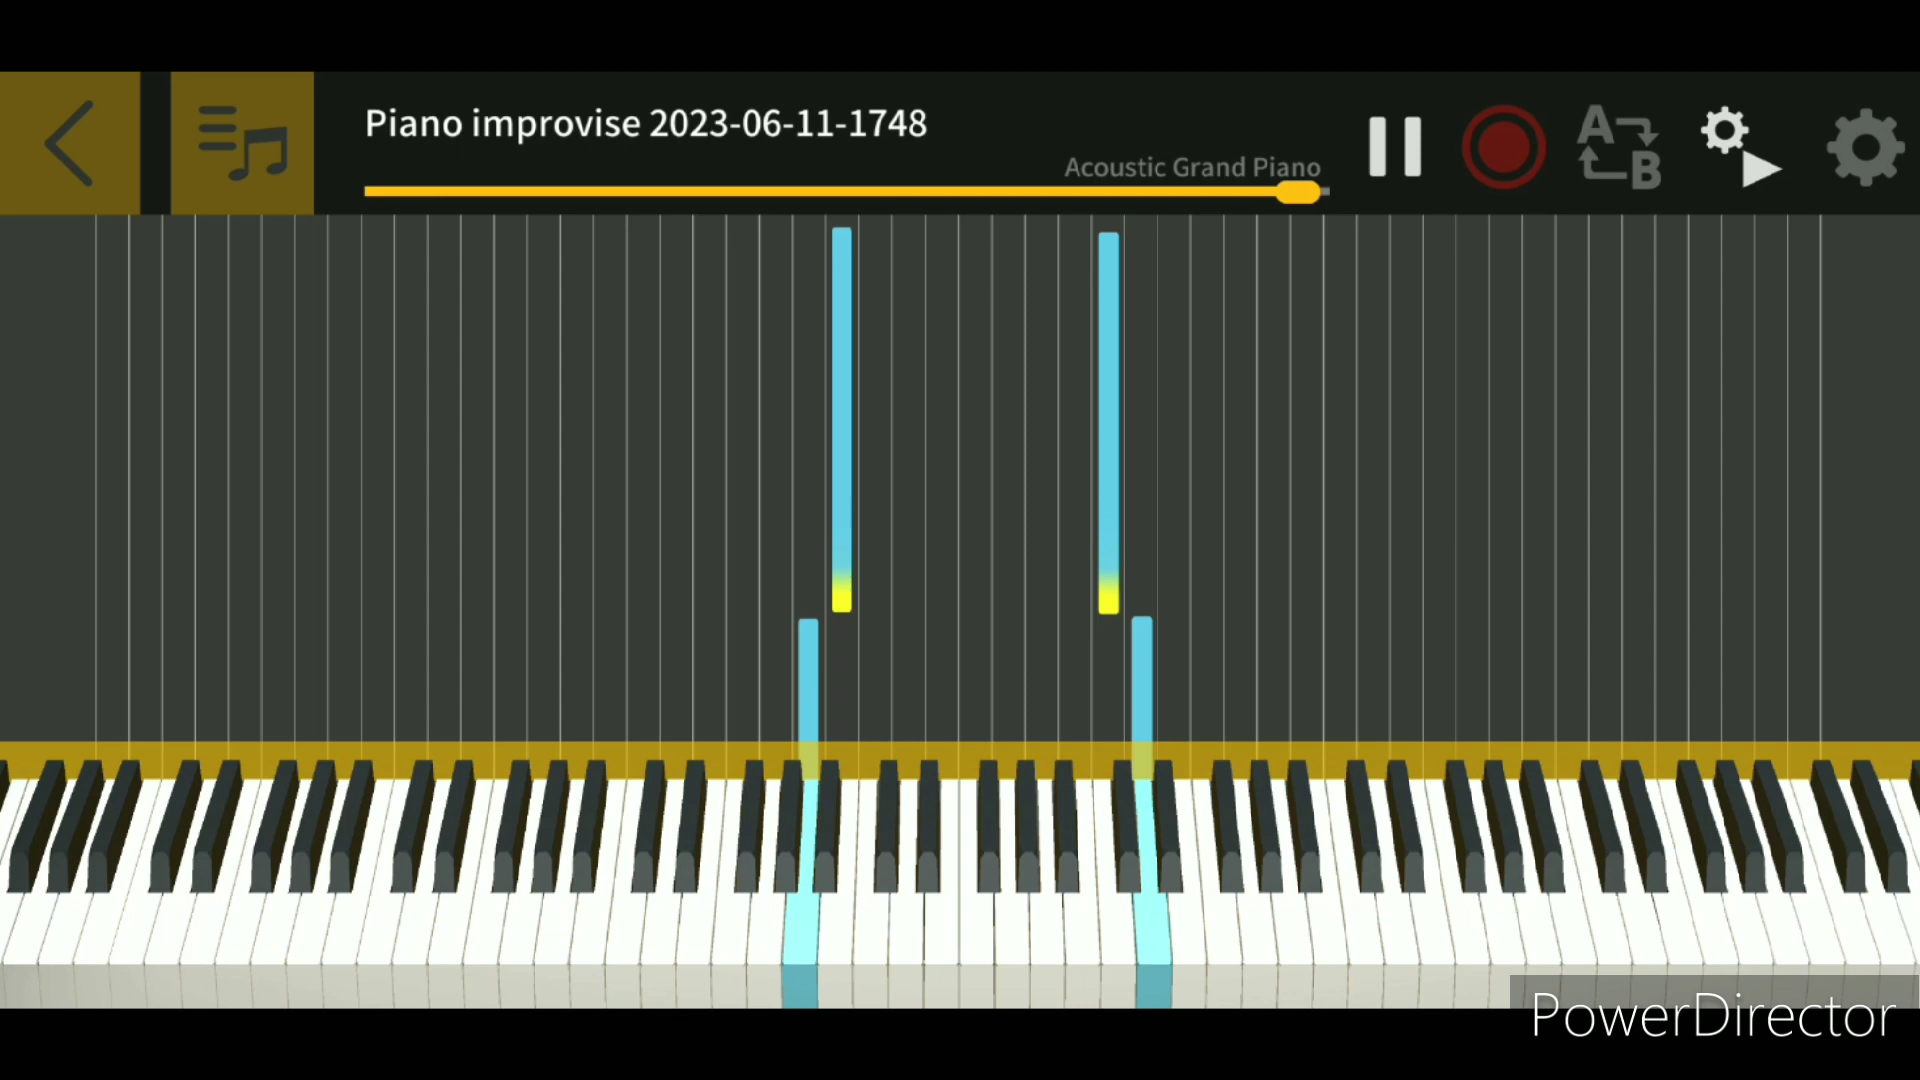 Piano improvise 2023-06-11-1748
Acoustic Grand Piano
A
B
PowerDirector